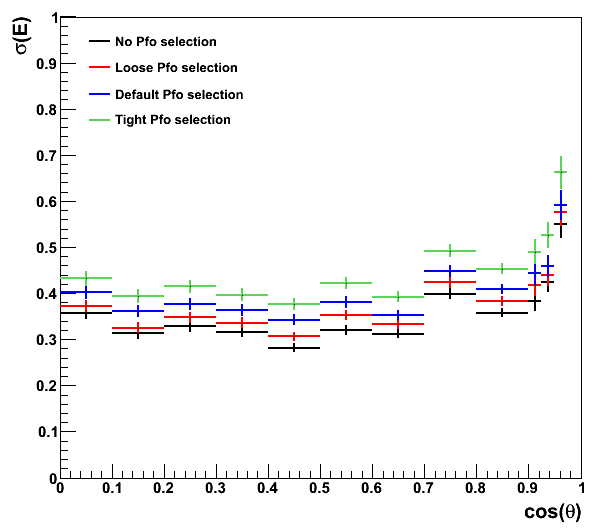 σ(E)
1
0.9
0.8
0.7
0.6
0.5
0.4
0.3
0.2
0.1
0
No Pfo selection
Loose Pfo selection
Default Pfo selection
Tight Pfo selection
0 0.1 0.2 0.3 0.4 0.5 0.6 0.7 0.8 0.9 1
cos(θ)